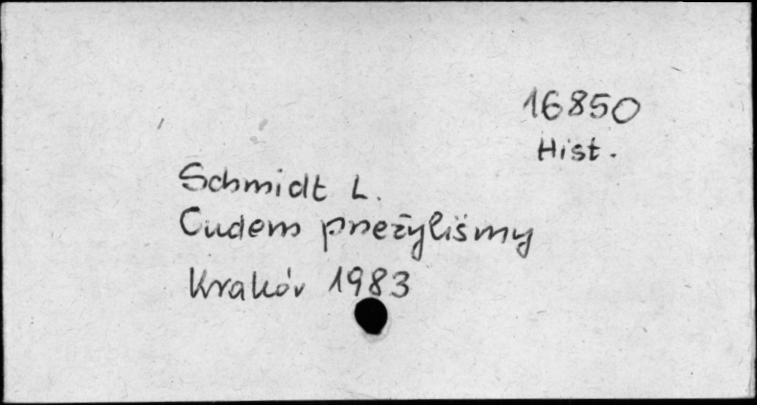 16850
Hist.
Schmidt L.
Cudem przeżyliśmy
Kraków 1983